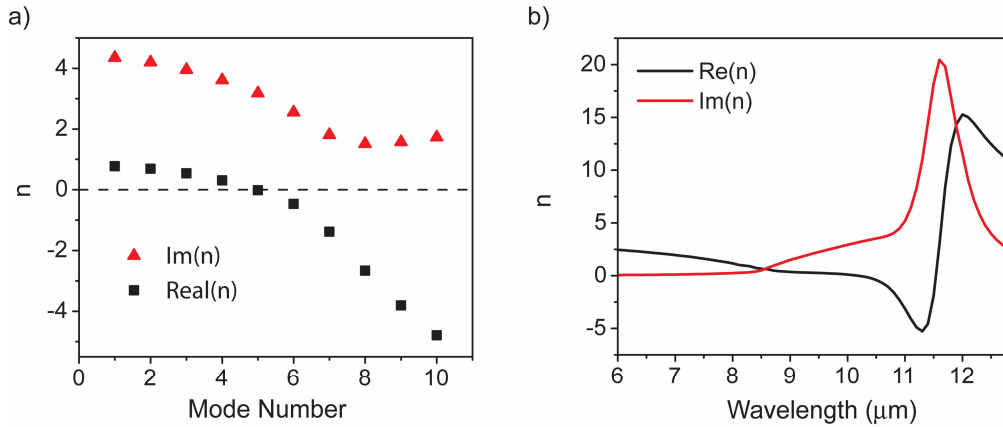 a)
4
2
0
-2
-4
n
Im(n)
Real(n)
0 2 4 6 8 10
Mode Number
b)
20
15
10
5
0
-5
n
Re(n)
Im(n)
6 7 8 9 10 11 12
Wavelength (μm)